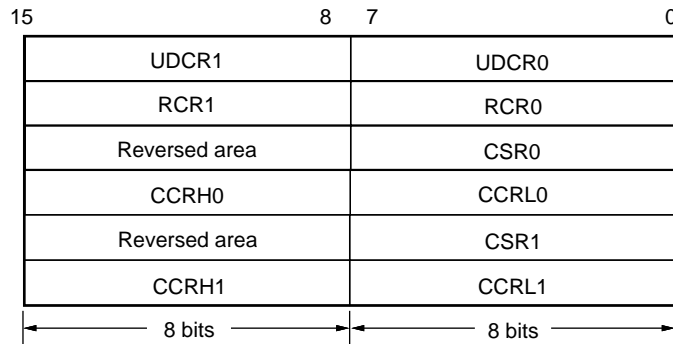 15 8 7 0
UDCR1 UDCR0
RCR1 RCR0
Reversed area CSR0
CCRH0 CCRL0
Reversed area CSR1
CCRH1 CCRL1
8 bits 8 bits